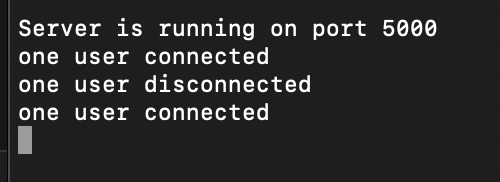 Server is running on port 5000
one user connected
one user disconnected
one user connected